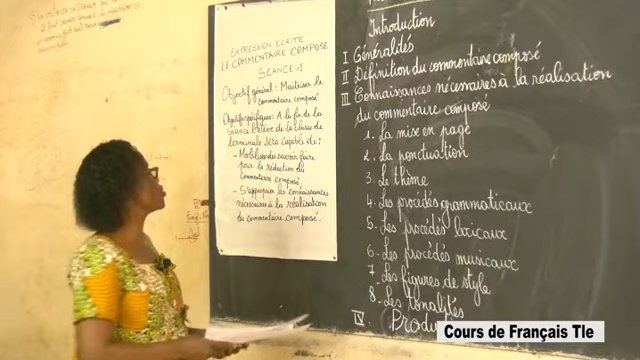 EXPRESSION ECRITE
LE COMMENTAIRE COMPOSE
SEANCE 1
Objectif général : Maitriser le
commentaire composé
Objectifs spécifiques : A la fin de la
séance l'élève de la classe de
terminale sera capable de :
- Mobiliser des savoir faire
pour la rédaction du
commentaire composé,
- S'approprier les connaissances
nécessaires à la réalisation
du commentaire composé.
Introduction
I Généralités
II Définition du commentaire composé
III Connaissances nécessaires à la réalisation
du commentaire composé
1. La mise en page
2. La ponctuation
3. Le thème
4. Les procédés grammaticaux
5. Les procédés lexicaux
6. Les procédés musicaux
7 Les figures de style
8. Les tonalités
IV
Cours de Français Tle